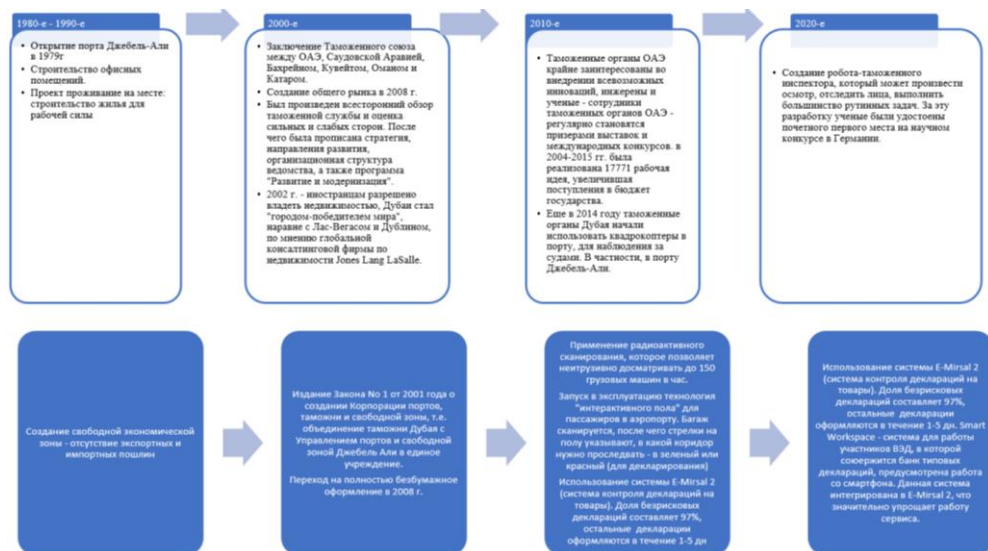 1980-е - 1990-е
• Открытие порта Джебель-Али
в 1979г
• Строительство офисных
помещений.
• Проект проживание на месте:
строительство жилья для
рабочей силы
2000-е
• Заключение Таможенного союза
между ОАЭ, Саудовской Аравией,
Бахрейном, Кувейтом, Оманом и
Катаром.
• Создание общего рынка в 2008 г.
• Был произведен всесторонний обзор
таможенной службы и оценка
сильных и слабых сторон. После
чего была прописана стратегия,
направления развития,
организационная структура
ведомства, а также программа
"Развитие и модернизация".
• 2002 г. - иностранцам разрешено
владеть недвижимостью, Дубаи стал
"городом-победителем мира",
наравне с Лас-Вегасом и Дублином,
по мнению глобальной
консалтинговой фирмы по
недвижимости Jones Lang LaSalle.
2010-е
• Таможенные органы ОАЭ
крайне заинтересованы во
внедрении всевозможных
инноваций, инженеры и
ученые - сотрудники
таможенных органов ОАЭ -
регулярно становятся
призерами выставок и
международных конкурсов. в
2004-2015 гг. была
реализована 17771 рабочая
идея, увеличившая
поступления в бюджет
государства.
• Еще в 2014 году таможенные
органы Дубая начали
использовать квадрокоптеры в
порту, для наблюдения за
судами. В частности, в порту
Джебель-Али.
2020-е
• Создание робота-таможенного
инспектора, который может произвести
осмотр, отследить лица, выполнить
большинство рутинных задач. За эту
разработку ученые были удостоены
почетного первого места на научном
конкурсе в Германии.
Создание свободной экономической
зоны - отсутствие экспортных и
импортных пошлин
Издание Закона No 1 от 2001 года о
создании Корпорации портов,
таможни и свободной зоны, т.е.
объединение таможни Дубая с
Управлением портов и свободной
зоной Джебель Али в единое
учреждение.
Переход на полностью безбумажное
оформление в 2008 г.
Применение радиоактивного
сканирования, которое позволяет
неитрузивно досматривать до 150
грузовых машин в час.
Запуск в эксплуатацию технология
"интерактивного пола" для
пассажиров в аэропорту. Багаж
сканируется, после чего стрелки на
полу указывают, в какой коридор
нужно проследвать - в зеленый или
красный (для декларирования)
Использование системы E-Mirsal 2
(система контроля деклараций на
товары). Доля безрисковых
деклараций составляет 97%,
остальные декларации
оформляются в течение 1-5 дн
Использование системы E-Mirsal 2
(система контроля деклараций на
товары). Доля безрисковых
деклараций составляет 97%,
остальные декларации
оформляются в течение 1-5 дн. Smart
Workspace - система для работы
участников ВЭД, в которой
союержится банк типовых
деклараций, предусмотрена работа
со смартфона. Данная система
интегрирована в E-Mirsal 2, что
значительно упрощает работу
сервиса.